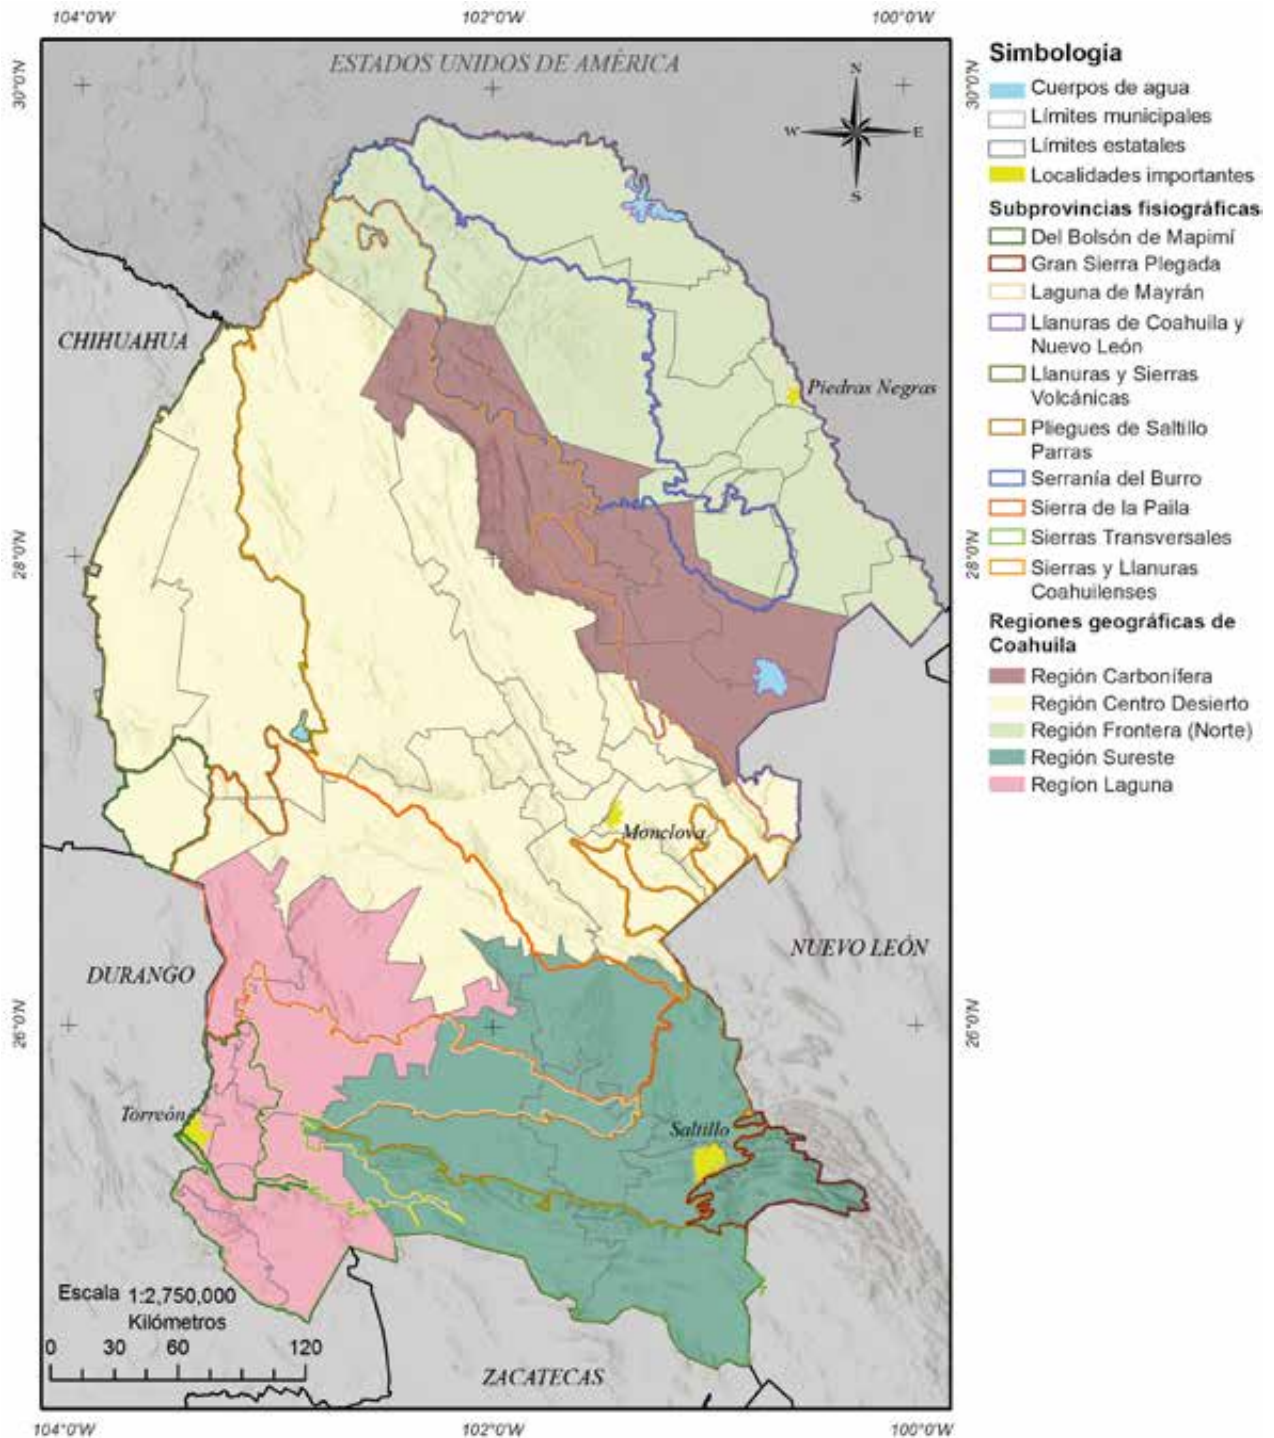 104°0'W 102°0'W 100°0'W
30°0'N
30°0'N
ESTADOS UNIDOS DE AMÉRICA
N
W E
S
CHIHUAHUA
Piedras Negras
28°0'N
28°0'N
Monclova
NUEVO LEÓN
DURANGO
26°0'N
26°0'N
Torreón
Saltillo
Escala 1:2,750,000
Kilómetros
0 30 60 120
ZACATECAS
104°0'W 102°0'W 100°0'W
Simbología
Cuerpos de agua
Límites municipales
Límites estatales
Localidades importantes
Subprovincias fisiográficas
Del Bolsón de Mapimí
Gran Sierra Plegada
Laguna de Mayrán
Llanuras de Coahuila y
Nuevo León
Llanuras y Sierras
Volcánicas
Pliegues de Saltillo
Parras
Serranía del Burro
Sierra de la Paila
Sierras Transversales
Sierras y Llanuras
Coahuilenses
Regiones geográficas de
Coahuila
Región Carbonífera
Región Centro Desierto
Región Frontera (Norte)
Región Sureste
Región Laguna